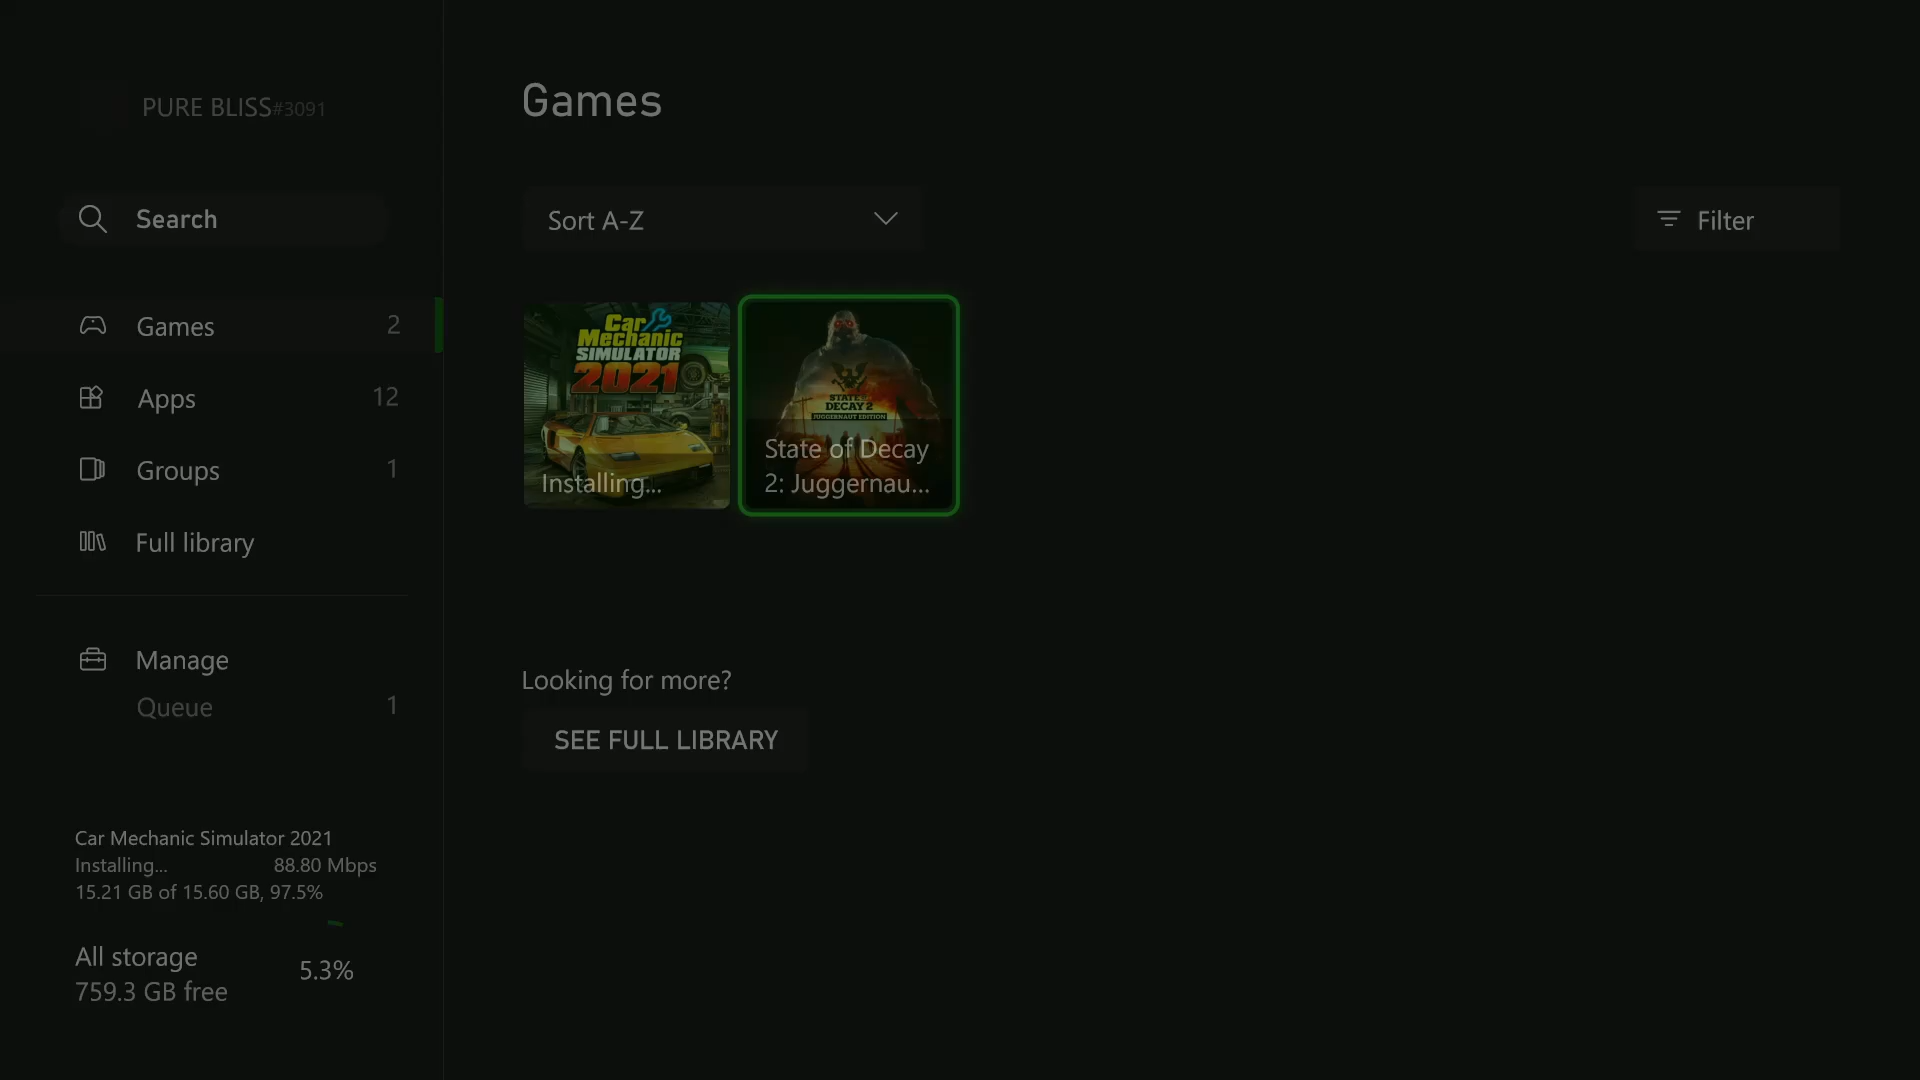 PURE BLISS#3091
Search
Games 2
Apps 12
Groups 1
Full library
Manage
Queue 1
Car Mechanic Simulator 2021
Installing... 88.80 Mbps
15.21 GB of 15.60 GB, 97.5%
All storage
759.3 GB free
5.3%
Games
Sort A-Z
Filter
Car
Mechanic
SIMULATOR
2021
Installing...
STATE OF
DECAY 2
JUGGERNAUT EDITION
State of Decay
2: Juggernau...
Looking for more?
SEE FULL LIBRARY